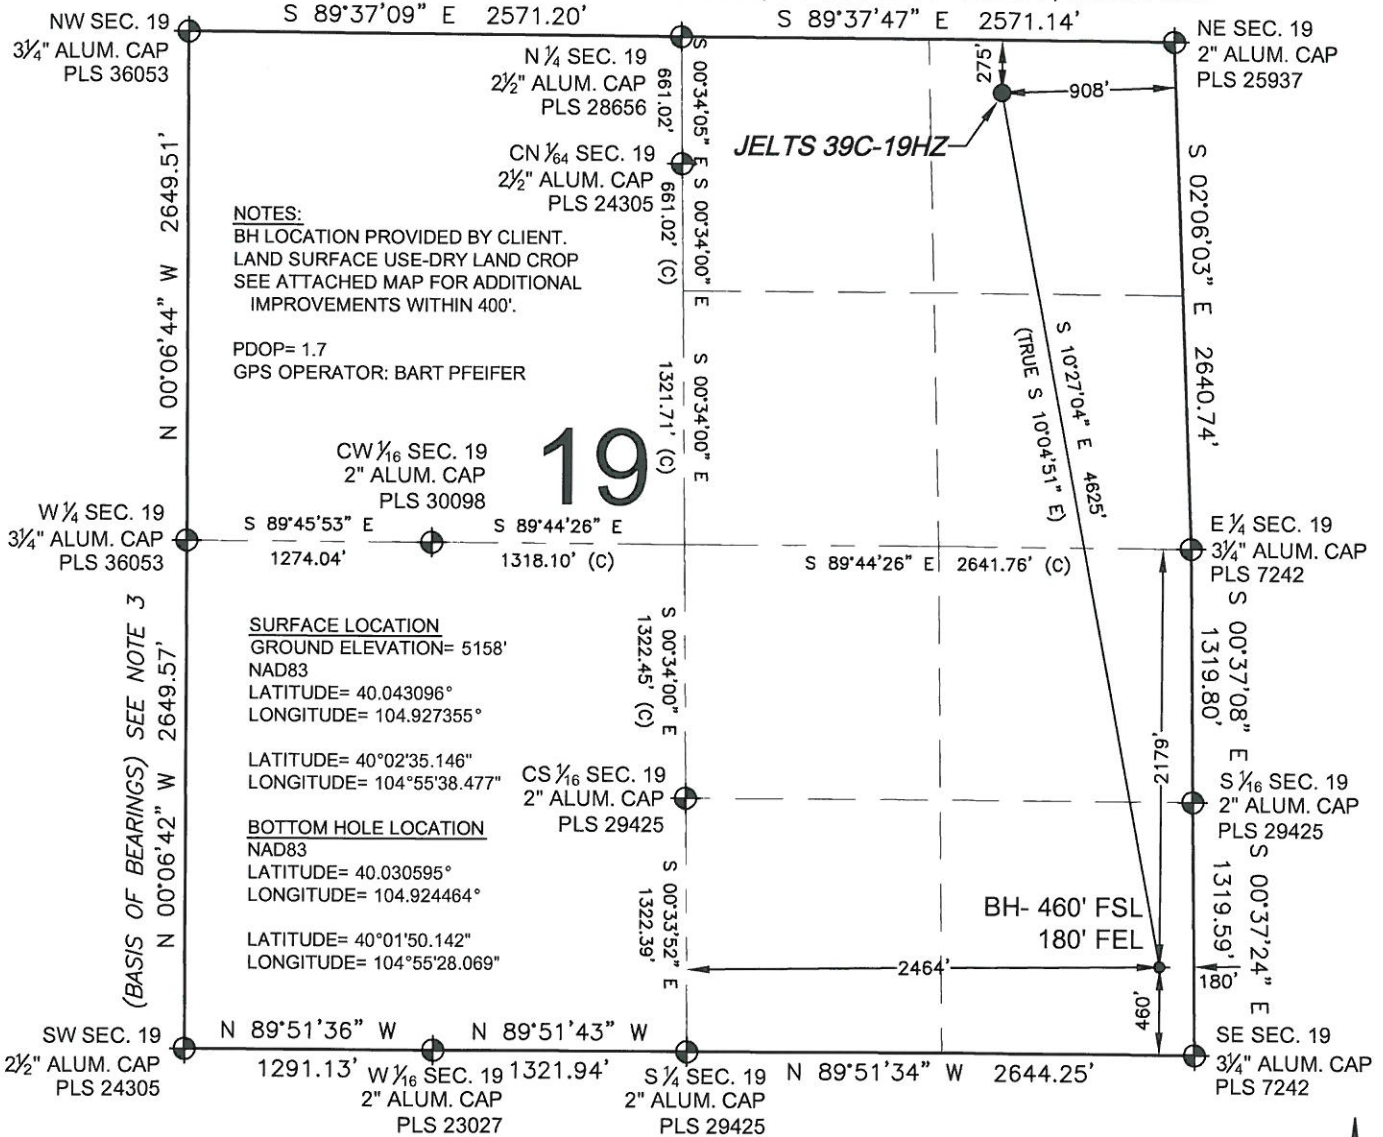 NW SEC. 19
3¼" ALUM. CAP
PLS 36053
S 89°37'09" E 2571.20'
S 89°37'47" E 2571.14'
NE SEC. 19
2" ALUM. CAP
PLS 25937
N ¼ SEC. 19
2½" ALUM. CAP
PLS 28656
S 00°34'05" E
661.02'
275'
908'
JELTS 39C-19HZ
CN 1/64 SEC. 19
2½" ALUM. CAP
PLS 24305
S 00°34'00" E
661.02' (C)
N 00°06'44" W 2649.51'
S 02°06'03" E 2640.74'
NOTES:
BH LOCATION PROVIDED BY CLIENT.
LAND SURFACE USE-DRY LAND CROP
SEE ATTACHED MAP FOR ADDITIONAL
IMPROVEMENTS WITHIN 400'.
PDOP= 1.7
GPS OPERATOR: BART PFEIFER
S 00°34'00" E
1321.71' (C)
S 10°27'04" E 4625'
(TRUE S 10°04'51" E)
19
CW 1/16 SEC. 19
2" ALUM. CAP
PLS 30098
W ¼ SEC. 19
3¼" ALUM. CAP
PLS 36053
S 89°45'53" E
1274.04'
S 89°44'26" E
1318.10' (C)
S 89°44'26" E 2641.76' (C)
E ¼ SEC. 19
3¼" ALUM. CAP
PLS 7242
(BASIS OF BEARINGS) SEE NOTE 3
N 00°06'42" W 2649.57'
SURFACE LOCATION
GROUND ELEVATION= 5158'
NAD83
LATITUDE= 40.043096°
LONGITUDE= 104.927355°
LATITUDE= 40°02'35.146"
LONGITUDE= 104°55'38.477"
BOTTOM HOLE LOCATION
NAD83
LATITUDE= 40.030595°
LONGITUDE= 104.924464°
LATITUDE= 40°01'50.142"
LONGITUDE= 104°55'28.069"
S 00°34'00" E
1322.45' (C)
S 00°37'08" E
1319.80'
2179'
CS 1/16 SEC. 19
2" ALUM. CAP
PLS 29425
S 1/16 SEC. 19
2" ALUM. CAP
PLS 29425
S 00°33'52" E
1322.39'
BH- 460' FSL
180' FEL
S 00°37'24" E
1319.59'
2464'
180'
460'
SW SEC. 19
2½" ALUM. CAP
PLS 24305
N 89°51'36" W
1291.13'
W 1/16 SEC. 19
2" ALUM. CAP
PLS 23027
N 89°51'43" W
1321.94'
S ¼ SEC. 19
2" ALUM. CAP
PLS 29425
N 89°51'34" W 2644.25'
SE SEC. 19
3¼" ALUM. CAP
PLS 7242